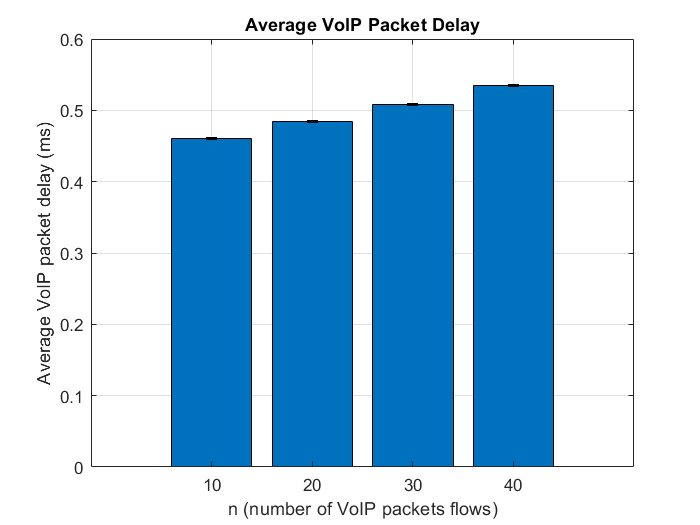 Average VoIP Packet Delay
0.6
0.5
0.4
0.3
0.2
0.1
0
Average VoIP packet delay (ms)
10 20 30 40
n (number of VoIP packets flows)